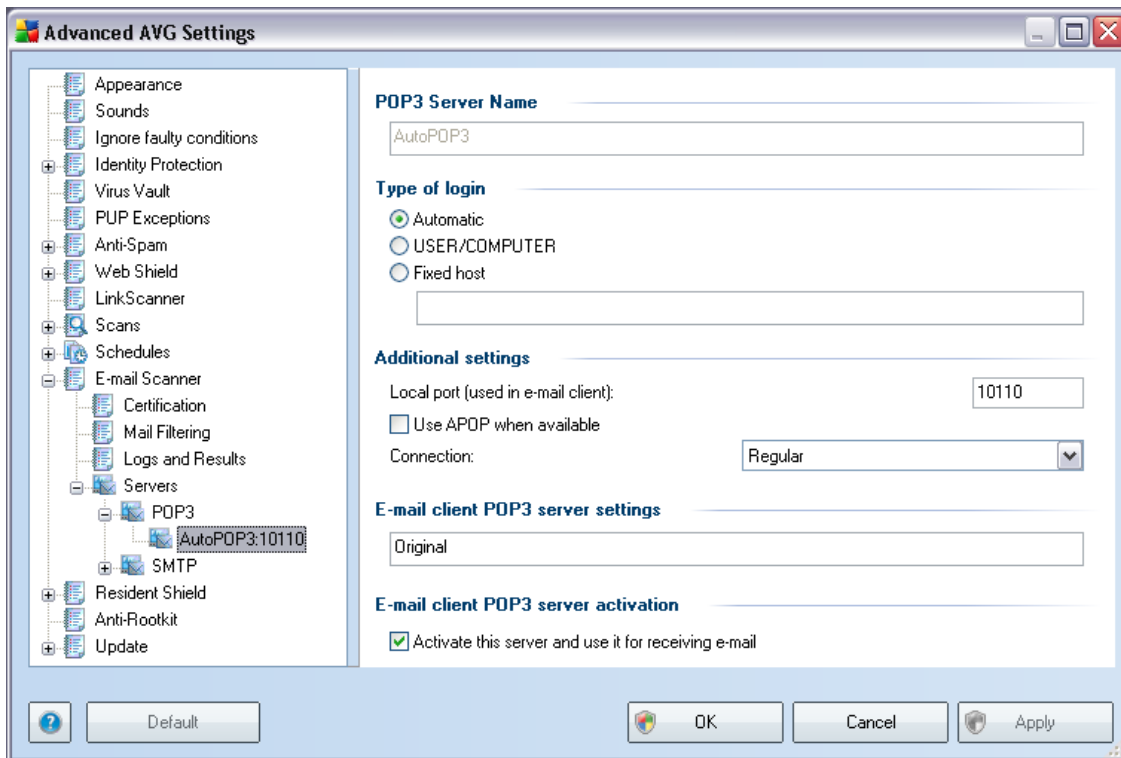 Advanced AVG Settings
Appearance
Sounds
Ignore faulty conditions
Identity Protection
Virus Vault
PUP Exceptions
Anti-Spam
Web Shield
LinkScanner
Scans
Schedules
E-mail Scanner
Certification
Mail Filtering
Logs and Results
Servers
POP3
AutoPOP3:10110
SMTP
Resident Shield
Anti-Rootkit
Update
POP3 Server Name
AutoPOP3
Type of login
Automatic
USER/COMPUTER
Fixed host
Additional settings
Local port (used in e-mail client):
10110
Use APOP when available
Connection:
Regular
E-mail client POP3 server settings
Original
E-mail client POP3 server activation
Activate this server and use it for receiving e-mail
Default
OK
Cancel
Apply